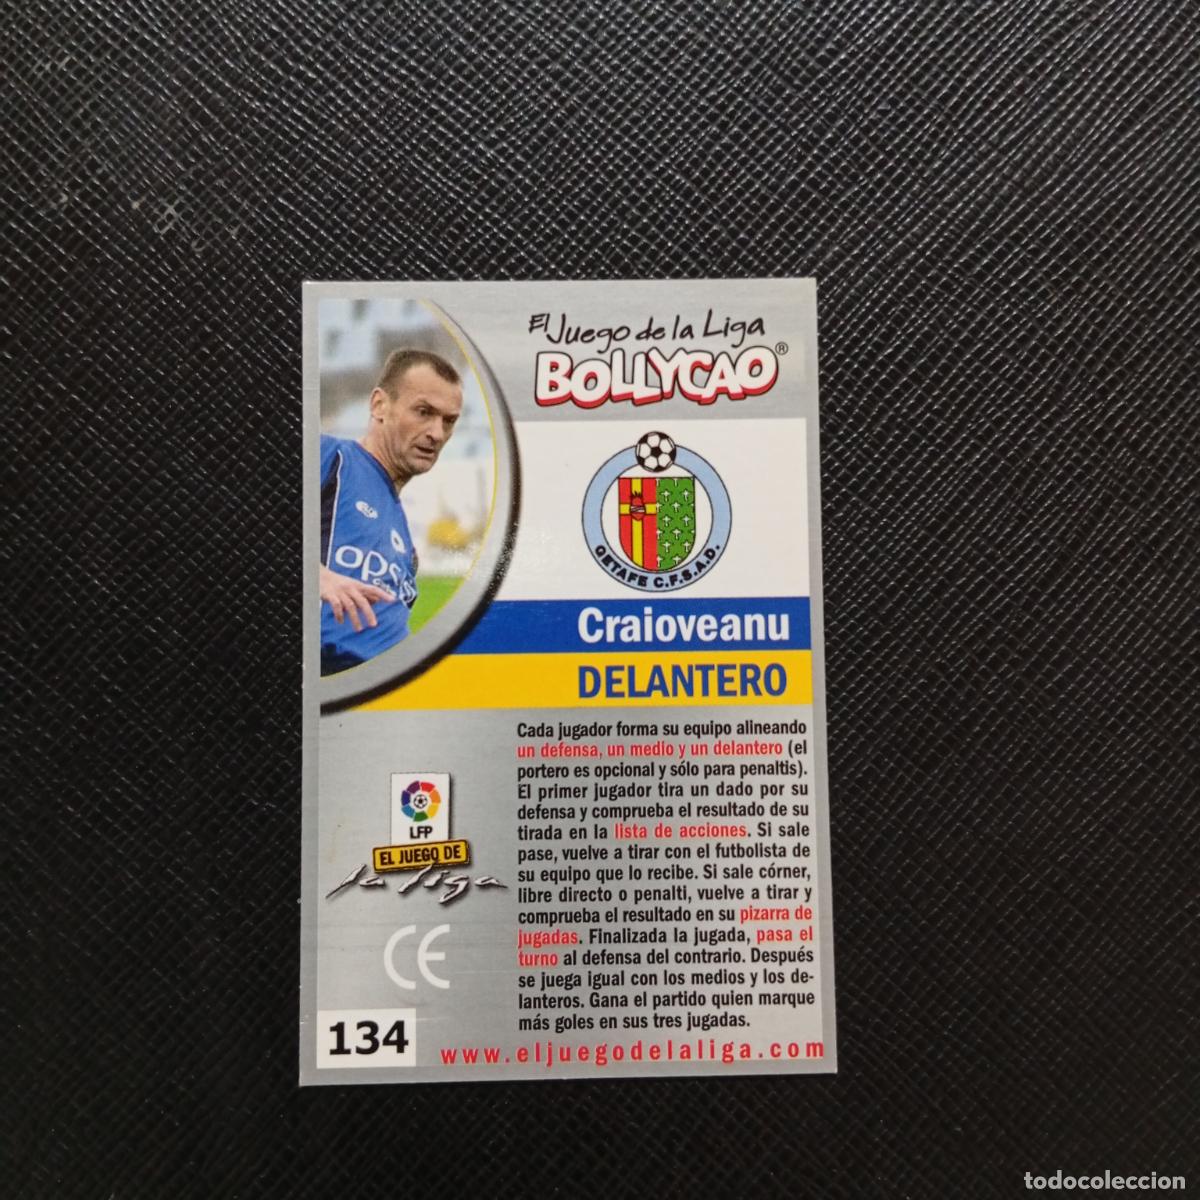 El Juego de la Liga
BOLLYCAO®
GETAFE C.F.S.A.D.
ops
Craioveanu
DELANTERO
Cada jugador forma su equipo alineando
un defensa, un medio y un delantero (el
portero es opcional y sólo para penaltis).
El primer jugador tira un dado por su
defensa y comprueba el resultado de su
tirada en la lista de acciones. Si sale
pase, vuelve a tirar con el futbolista de
su equipo que lo recibe. Si sale córner,
libre directo o penalti, vuelve a tirar y
comprueba el resultado en su pizarra de
jugadas. Finalizada la jugada, pasa el
turno al defensa del contrario. Después
se juega igual con los medios y los de-
lanteros. Gana el partido quien marque
más goles en sus tres jugadas.
LFP
EL JUEGO DE
la liga
CE
134
www.eljuegodelaliga.com
todocoleccion